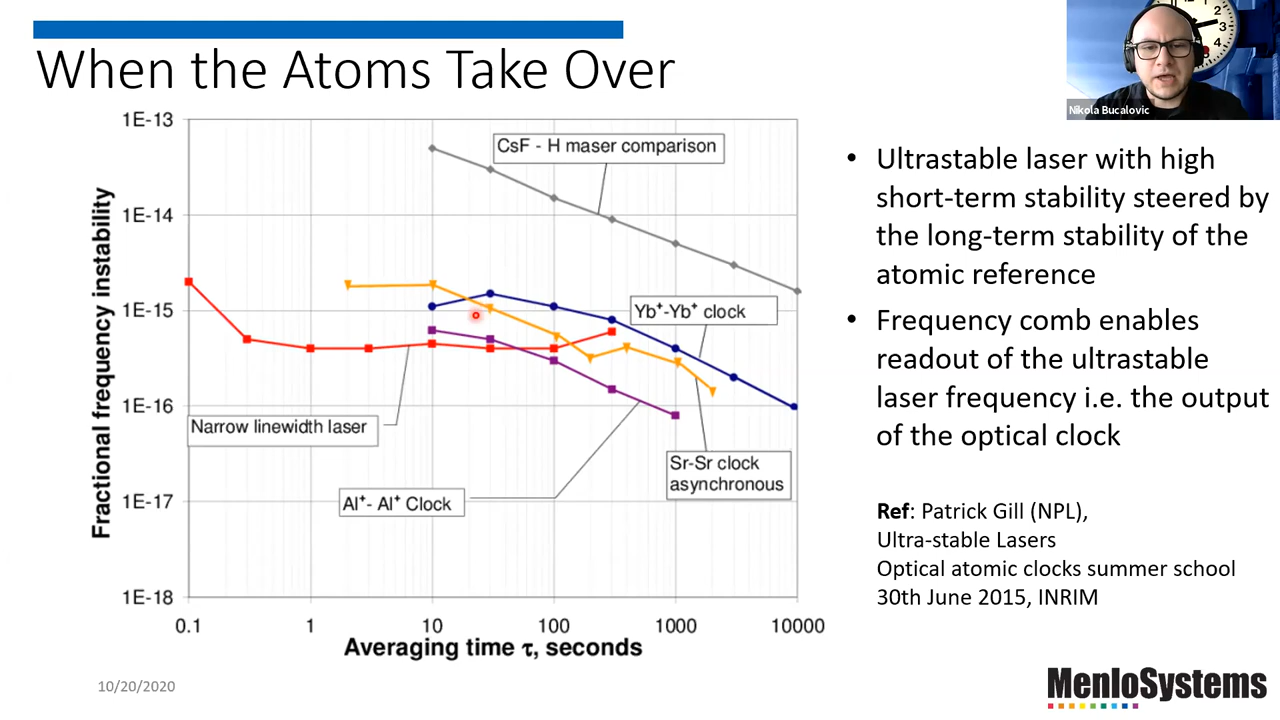 When the Atoms Take Over
2
3
4
Nikola Bucalovic
1E-13
1E-14
1E-15
1E-16
1E-17
1E-18
Fractional frequency instability
CsF - H maser comparison
Yb⁺-Yb⁺ clock
Narrow linewidth laser
Sr-Sr clock
asynchronous
Al⁺- Al⁺ Clock
0.1 1 10 100 1000 10000
Averaging time τ, seconds
• Ultrastable laser with high
short-term stability steered by
the long-term stability of the
atomic reference
• Frequency comb enables
readout of the ultrastable
laser frequency i.e. the output
of the optical clock
Ref: Patrick Gill (NPL),
Ultra-stable Lasers
Optical atomic clocks summer school
30th June 2015, INRIM
10/20/2020
MenloSystems